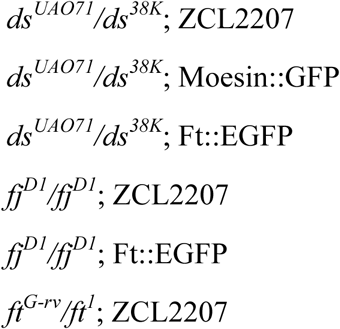 ds^UAO71/ds^38K; ZCL2207
ds^UAO71/ds^38K; Moesin::GFP
ds^UAO71/ds^38K; Ft::EGFP
fj^D1/fj^D1; ZCL2207
fj^D1/fj^D1; Ft::EGFP
ft^G-rv/ft^1; ZCL2207